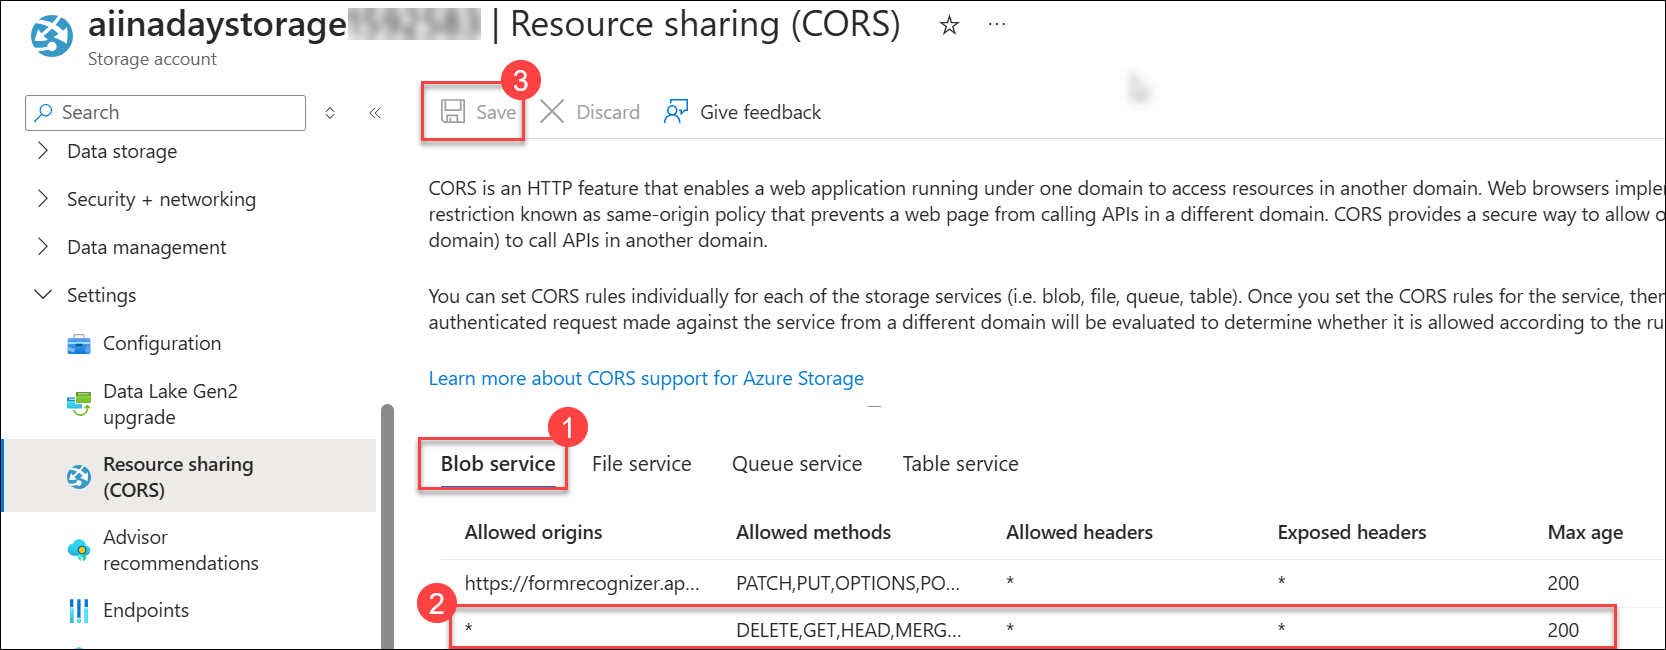 aiinadaystorage | Resource sharing (CORS) ☆ ...
Storage account
3
Search
Save Discard Give feedback
Data storage
Security + networking
Data management
Settings
Configuration
Data Lake Gen2
upgrade
Resource sharing
(CORS)
Advisor
recommendations
Endpoints
CORS is an HTTP feature that enables a web application running under one domain to access resources in another domain. Web browsers imple
restriction known as same-origin policy that prevents a web page from calling APIs in a different domain. CORS provides a secure way to allow o
domain) to call APIs in another domain.
You can set CORS rules individually for each of the storage services (i.e. blob, file, queue, table). Once you set the CORS rules for the service, then
authenticated request made against the service from a different domain will be evaluated to determine whether it is allowed according to the ru
Learn more about CORS support for Azure Storage
1
Blob service File service Queue service Table service
Allowed origins Allowed methods Allowed headers Exposed headers Max age
https://formrecognizer.ap... PATCH,PUT,OPTIONS,PO... * * 200
2
* DELETE,GET,HEAD,MERG... * * 200